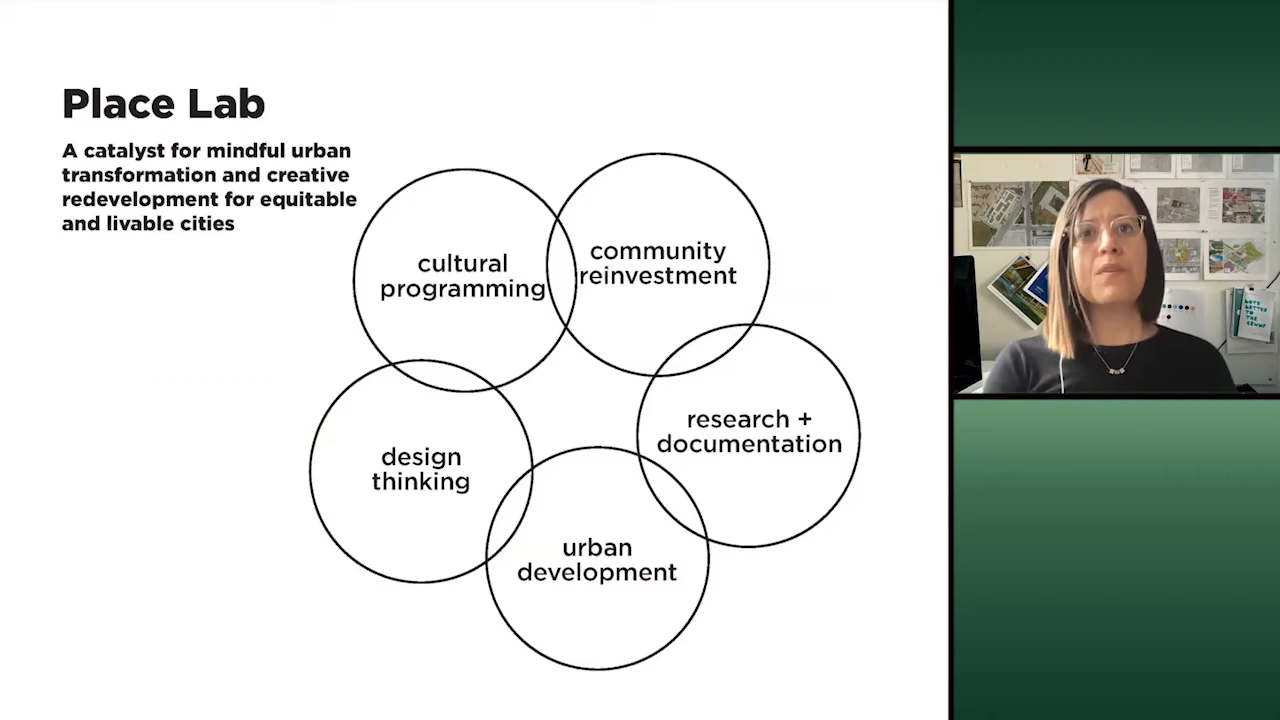 Place Lab
A catalyst for mindful urban
transformation and creative
redevelopment for equitable
and livable cities
cultural
programming
community
reinvestment
research +
documentation
design
thinking
urban
development